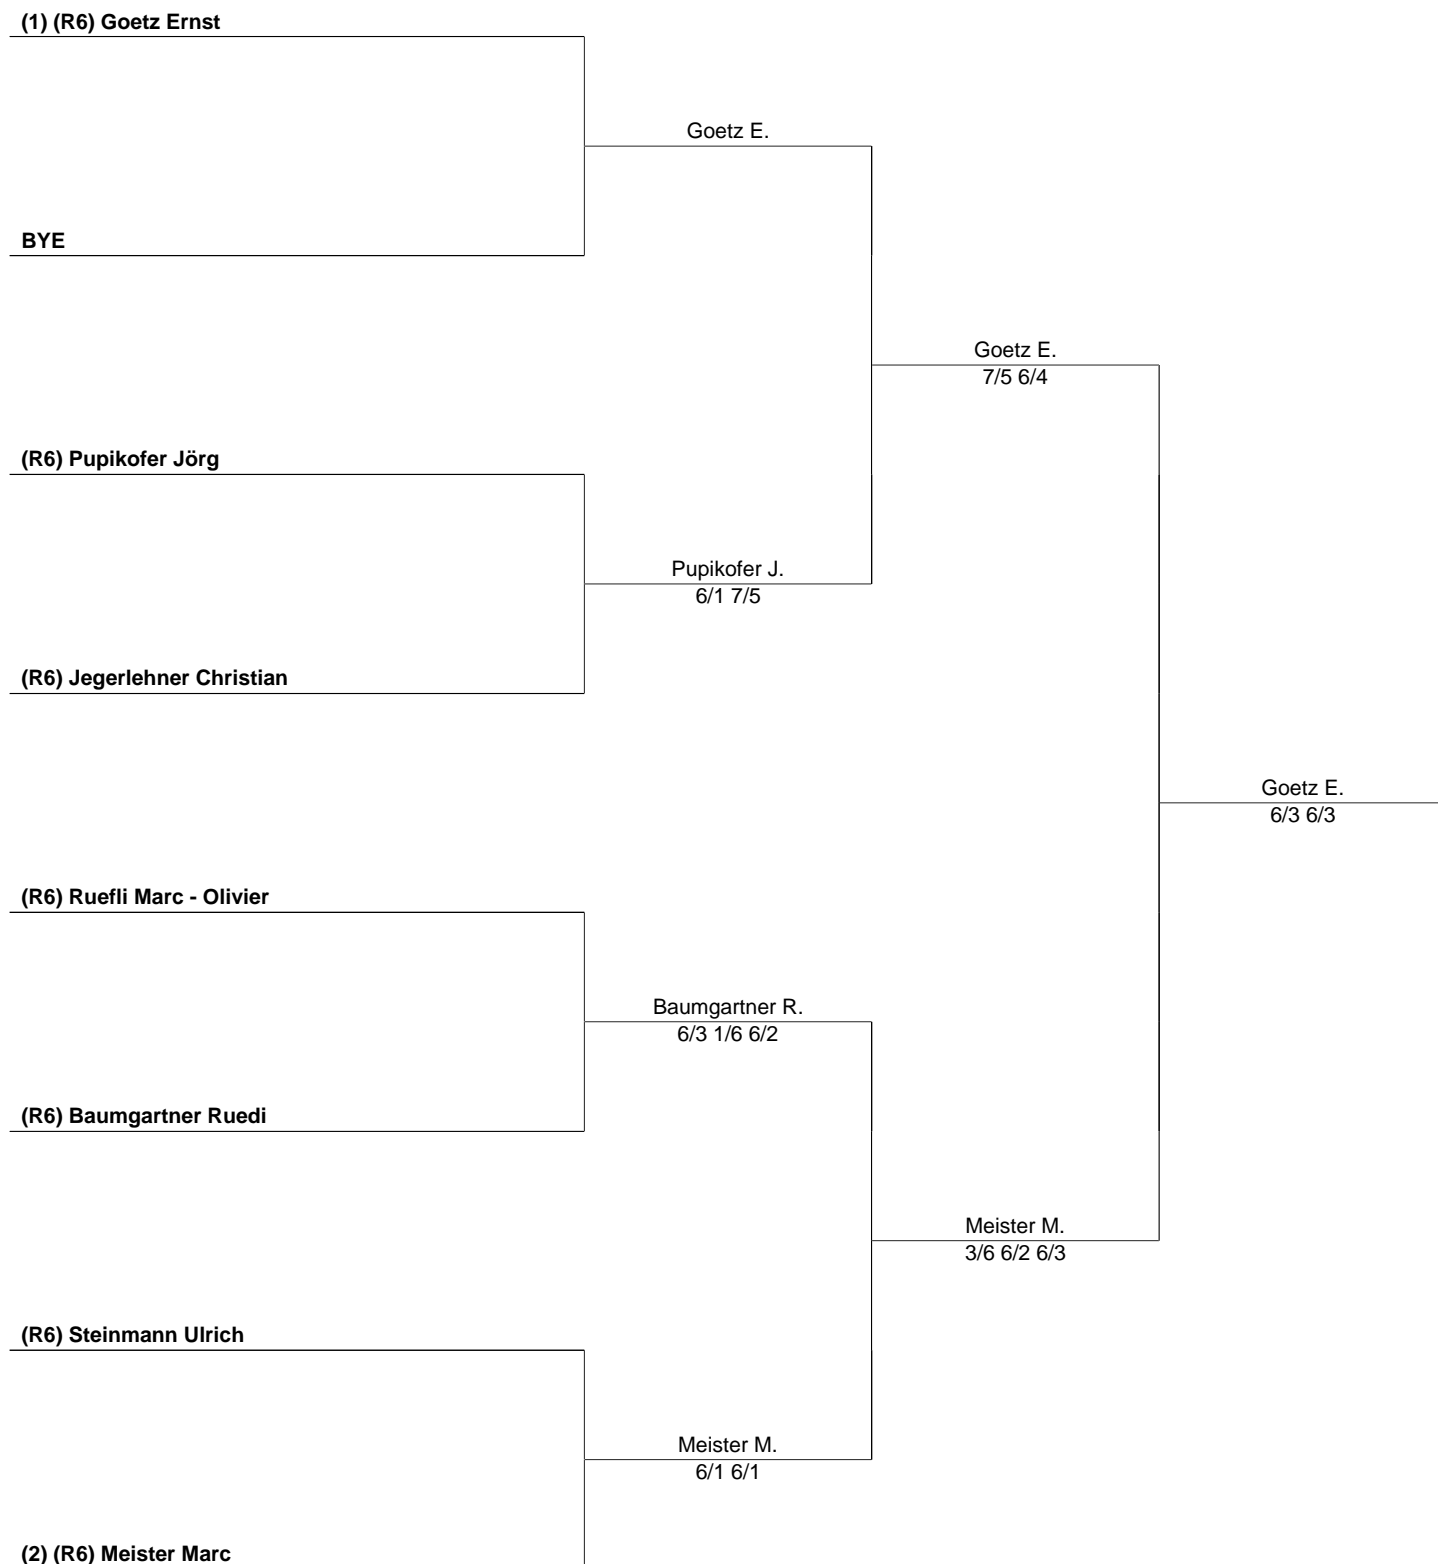 (1) (R6) Goetz Ernst
Goetz E.
BYE
Goetz E.
7/5 6/4
(R6) Pupikofer Jörg
Pupikofer J.
6/1 7/5
(R6) Jegerlehner Christian
Goetz E.
6/3 6/3
(R6) Ruefli Marc - Olivier
Baumgartner R.
6/3 1/6 6/2
(R6) Baumgartner Ruedi
Meister M.
3/6 6/2 6/3
(R6) Steinmann Ulrich
Meister M.
6/1 6/1
(2) (R6) Meister Marc